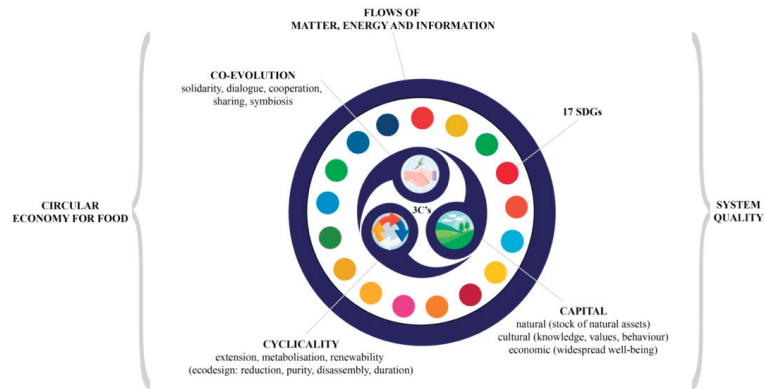 FLOWS OF
MATTER, ENERGY AND INFORMATION
CO-EVOLUTION
solidarity, dialogue, cooperation,
sharing, symbiosis
17 SDGs
CIRCULAR
ECONOMY FOR FOOD
3C's
SYSTEM
QUALITY
CAPITAL
natural (stock of natural assets)
cultural (knowledge, values, behaviour)
economic (widespread well-being)
CYCLICALITY
extension, metabolisation, renewability
(ecodesign: reduction, purity, disassembly, duration)